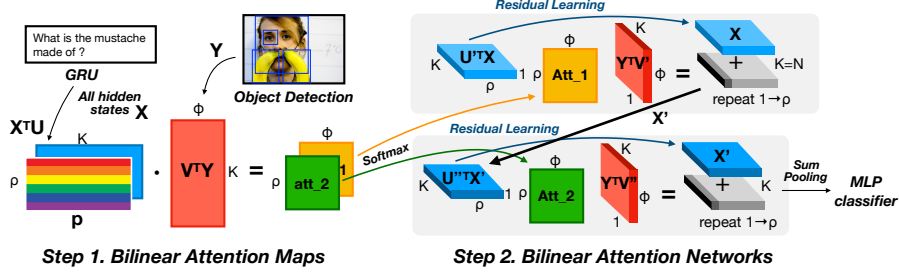 What is the mustache
made of ?
GRU
All hidden
states
X
XᵀU
K
ρ
p
·
Φ
VᵀY
K
=
Y
Object Detection
Φ
ρ
1
att_2
Softmax
Step 1. Bilinear Attention Maps
Residual Learning
K
U'ᵀX
ρ
1
ρ
Φ
Att_1
K
YᵀV'
1
Φ
=
X
+
K=N
repeat 1→ρ
X'
Residual Learning
K
U''ᵀX'
ρ
1
ρ
Φ
Att_2
K
YᵀV''
1
Φ
=
X'
+
K
repeat 1→ρ
Sum
Pooling
MLP
classifier
Step 2. Bilinear Attention Networks